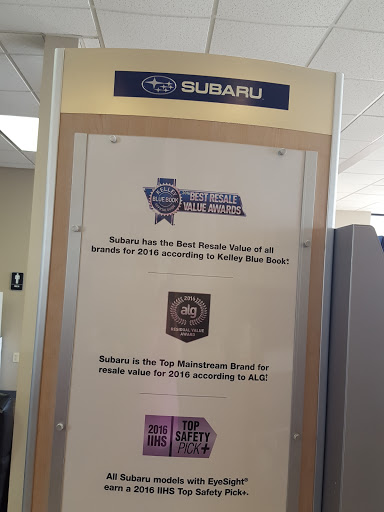 SUBARU
KELLEY
BLUE BOOK
BEST RESALE
VALUE AWARDS
Subaru has the Best Resale Value of all
brands for 2016 according to Kelley Blue Book.
2016
alg
RESIDUAL VALUE
AWARD
Subaru is the Top Mainstream Brand for
resale value for 2016 according to ALG!
2016
IIHS
TOP
SAFETY
PICK+
All Subaru models with EyeSight®
earn a 2016 IIHS Top Safety Pick+.